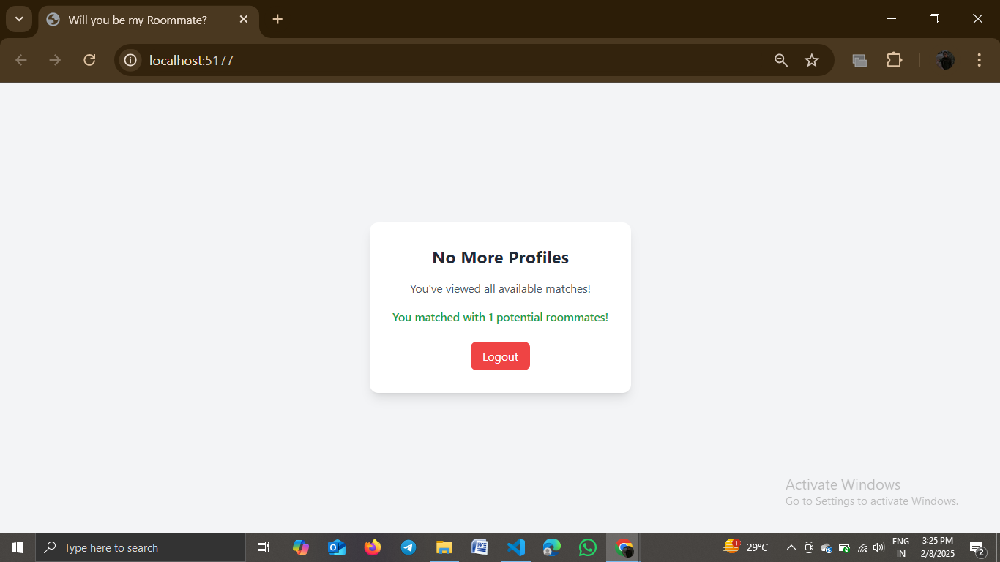 Will you be my Roommate?
localhost:5177
No More Profiles
You've viewed all available matches!
You matched with 1 potential roommates!
Logout
Activate Windows
Go to Settings to activate Windows.
Type here to search
1
29°C
ENG
IN
3:25 PM
2/8/2025
2